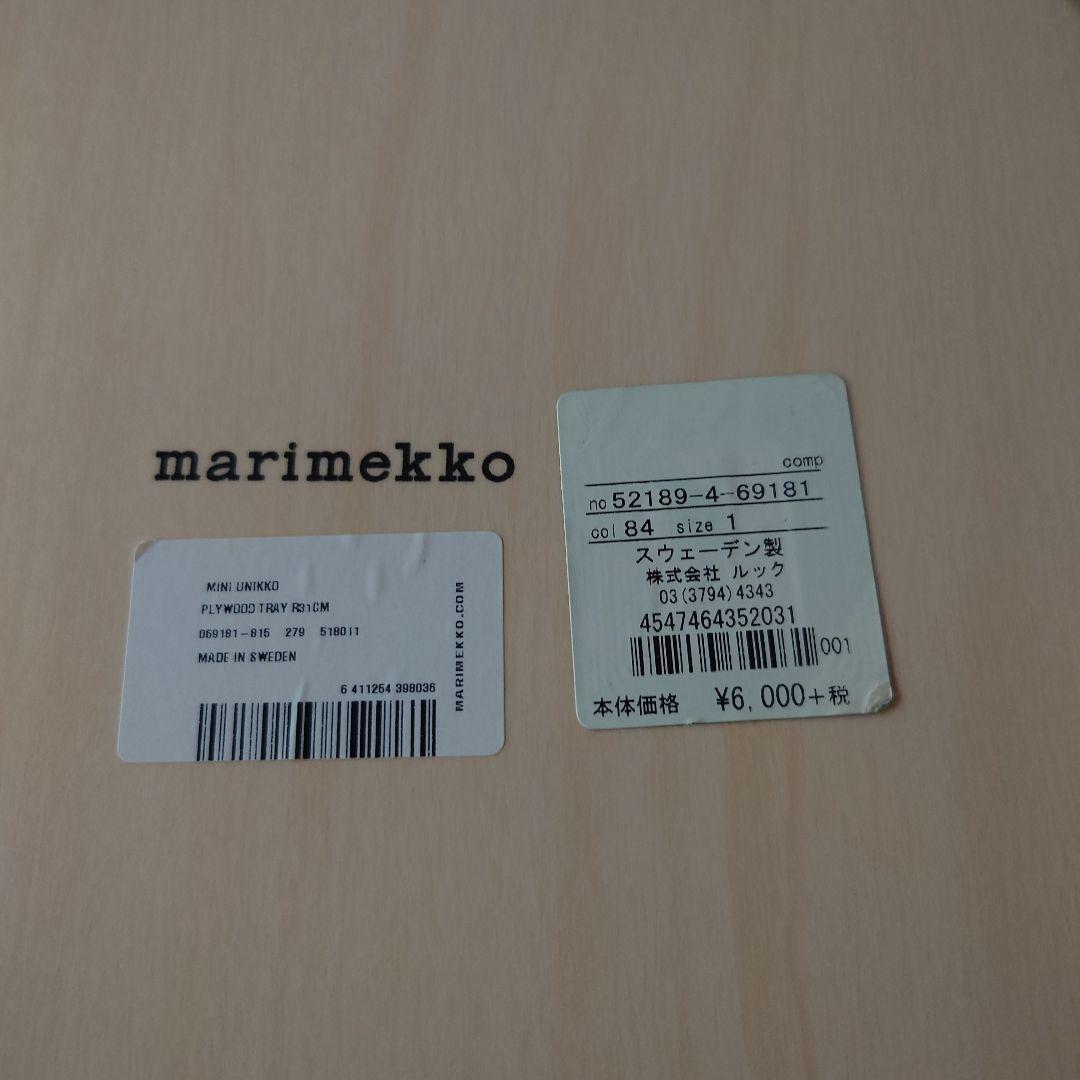 marimekko
MINI UNIKKO
PLYWOOD TRAY R31CM
069181-815 279 518011
MADE IN SWEDEN
6 411254 398036
MARIMEKKO.COM
comp
no 52189-4-69181
col 84 size 1
スウェーデン製
株式会社 ルック
03(3794)4343
4547464352031
001
本体価格 ¥6,000+税